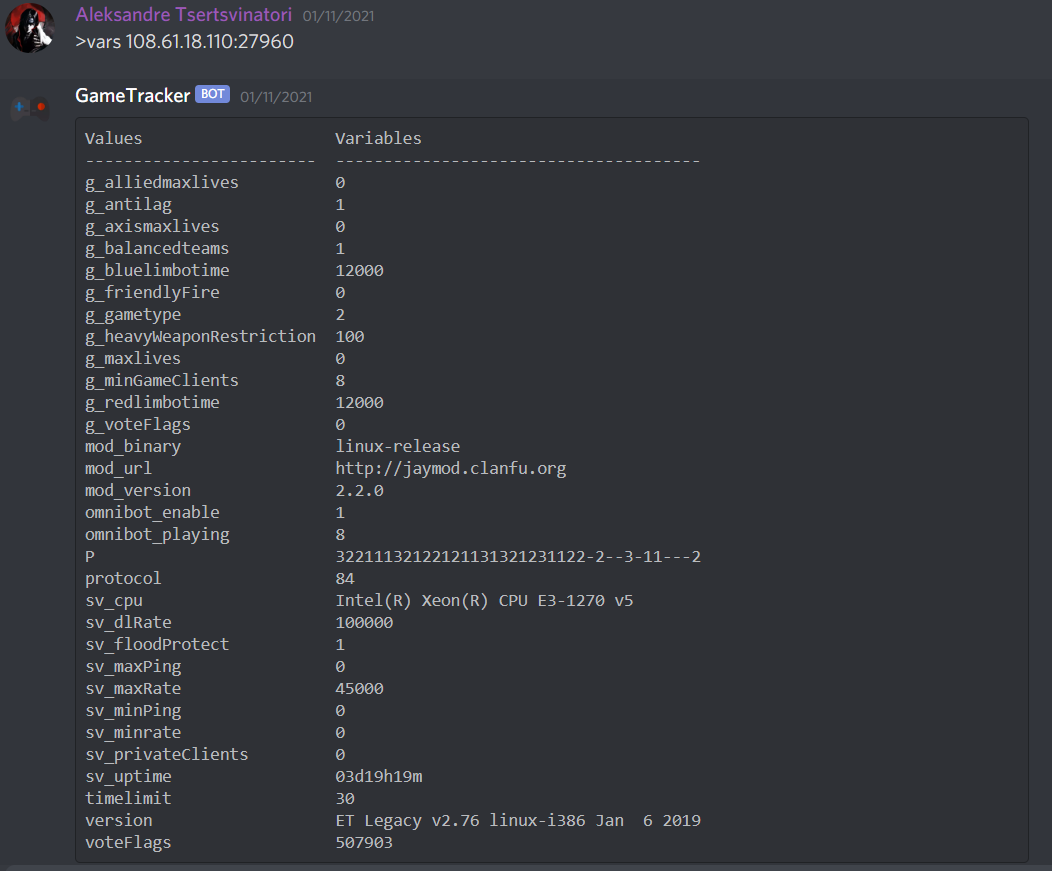 Aleksandre Tsertsvinatori 01/11/2021
>vars 108.61.18.110:27960
GameTracker BOT 01/11/2021
Values Variables
------------------------ --------------------------------------
g_alliedmaxlives 0
g_antilag 1
g_axismaxlives 0
g_balancedteams 1
g_bluelimbotime 12000
g_friendlyFire 0
g_gametype 2
g_heavyWeaponRestriction 100
g_maxlives 0
g_minGameClients 8
g_redlimbotime 12000
g_voteFlags 0
mod_binary linux-release
mod_url http://jaymod.clanfu.org
mod_version 2.2.0
omnibot_enable 1
omnibot_playing 8
P 32211132122121131321231122-2--3-11---2
protocol 84
sv_cpu Intel(R) Xeon(R) CPU E3-1270 v5
sv_dlRate 100000
sv_floodProtect 1
sv_maxPing 0
sv_maxRate 45000
sv_minPing 0
sv_minrate 0
sv_privateClients 0
sv_uptime 03d19h19m
timelimit 30
version ET Legacy v2.76 linux-i386 Jan  6 2019
voteFlags 507903